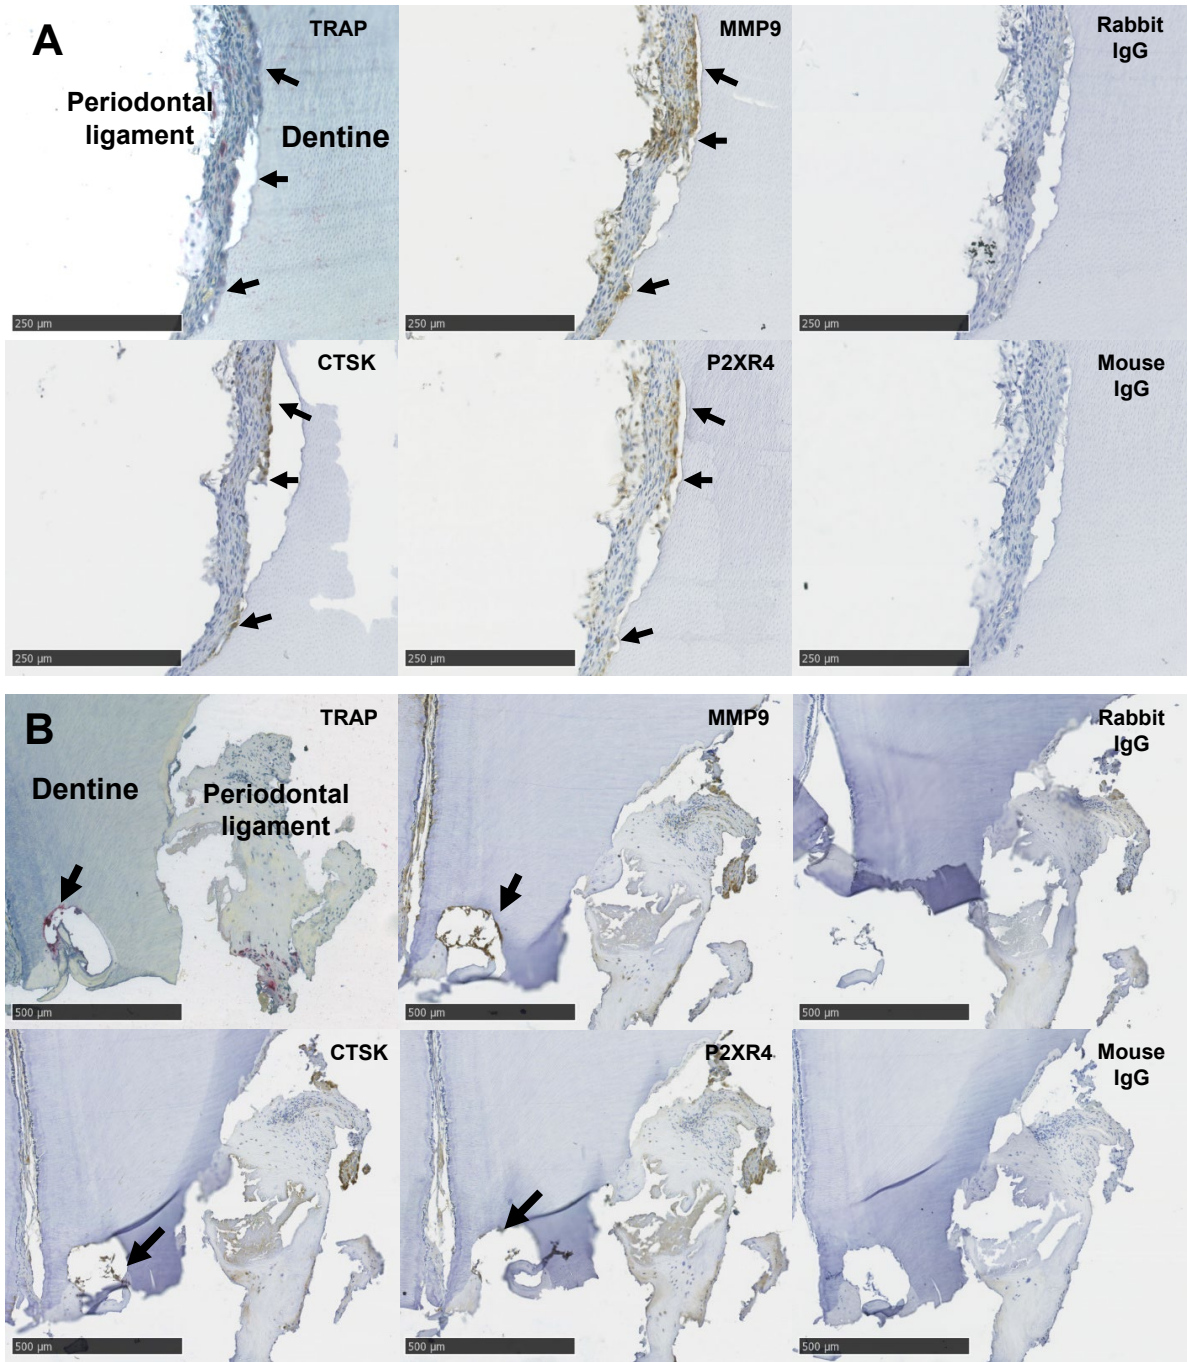 A
TRAP
Periodontal
ligament
Dentine
250 µm
MMP9
250 µm
Rabbit
IgG
250 µm
CTSK
250 µm
P2XR4
250 µm
Mouse
IgG
250 µm
B
TRAP
Dentine
Periodontal
ligament
500 µm
MMP9
500 µm
Rabbit
IgG
500 µm
CTSK
500 µm
P2XR4
500 µm
Mouse
IgG
500 µm